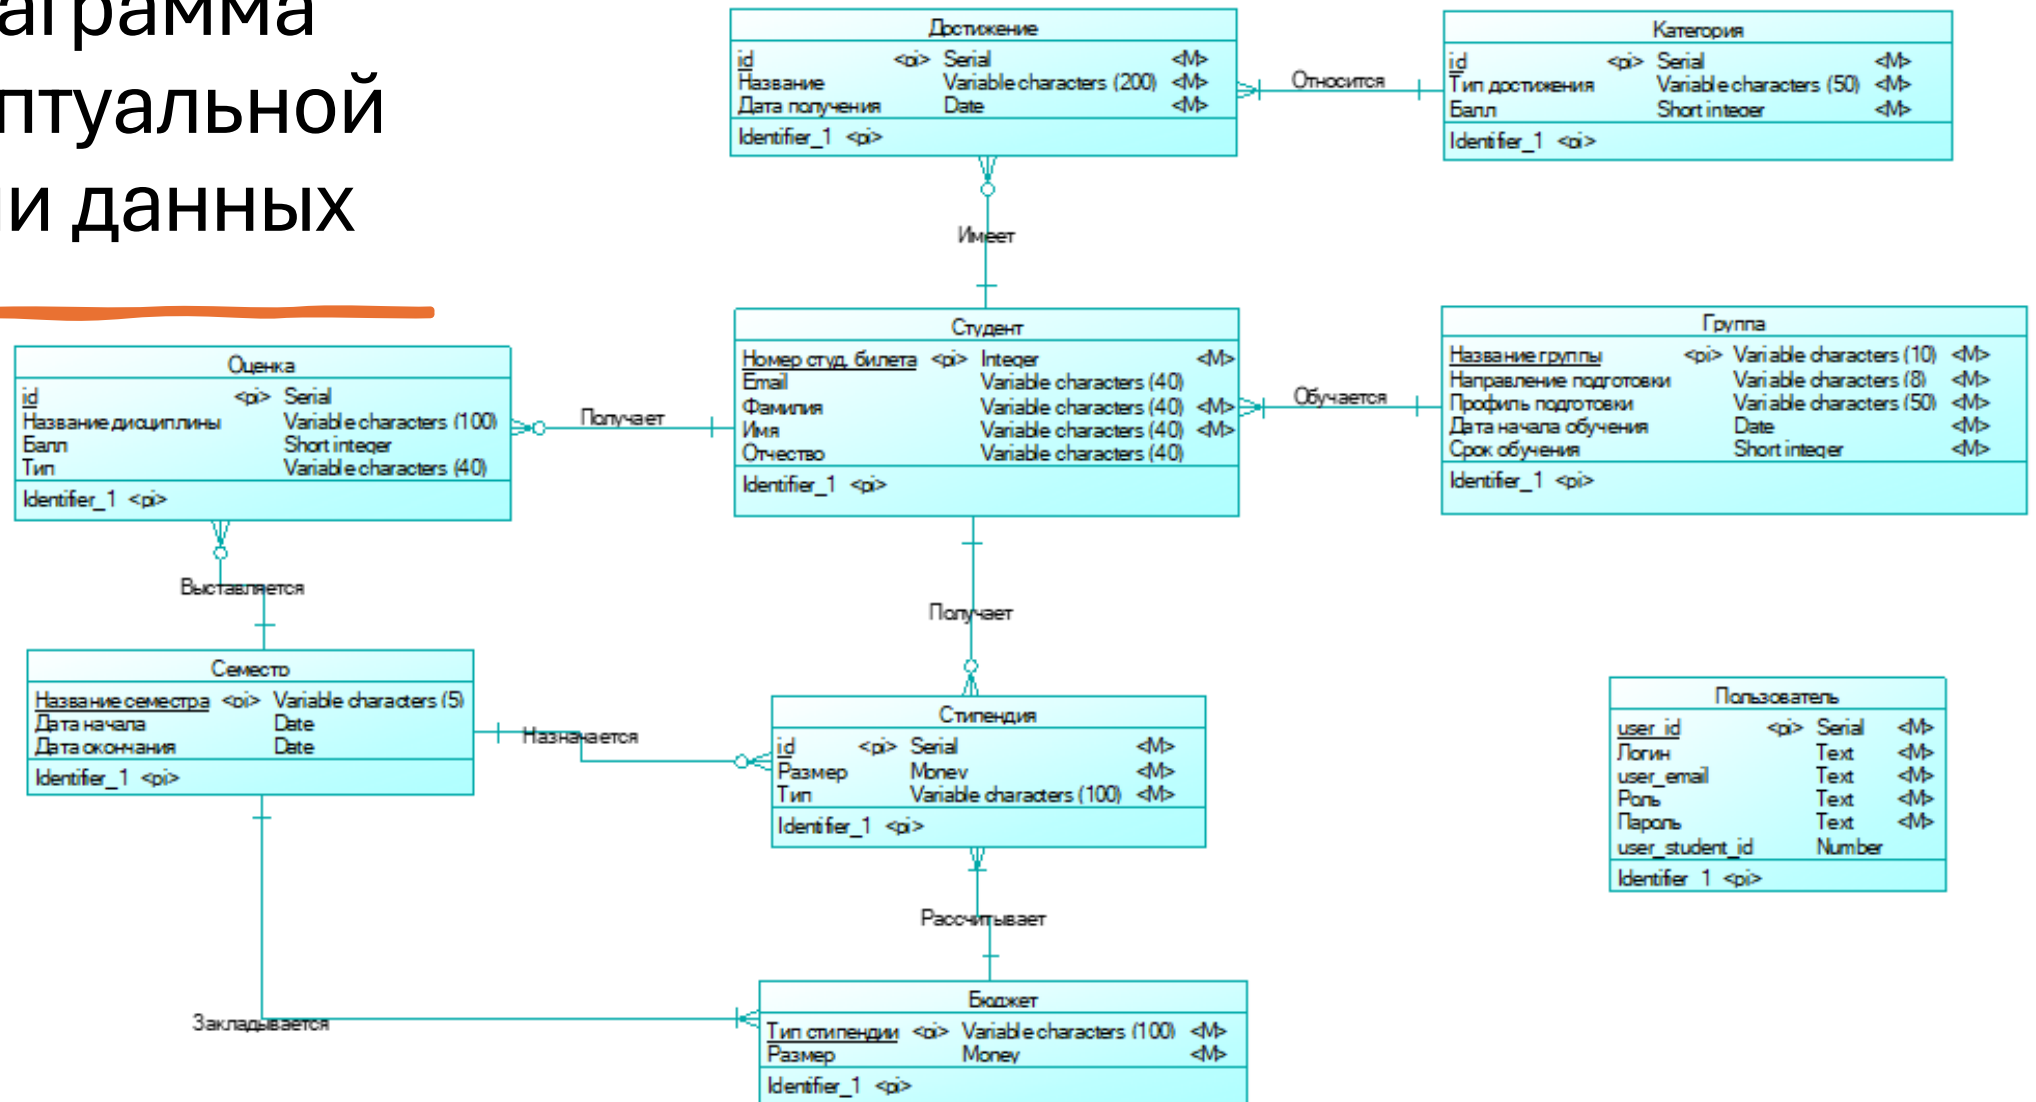 аграмма
птуальной
и данных
Достижение
id <pi> Serial <M>
Название Variable characters (200) <M>
Дата получения Date <M>
Identifier_1 <pi>
Относится
Категория
id <pi> Serial <M>
Тип достижения Variable characters (50) <M>
Балл Short integer <M>
Identifier_1 <pi>
Имеет
Студент
Номер студ. билета <pi> Integer <M>
Email Variable characters (40)
Фамилия Variable characters (40) <M>
Имя Variable characters (40) <M>
Отчество Variable characters (40)
Identifier_1 <pi>
Обучается
Группа
Название группы <pi> Variable characters (10) <M>
Направление подготовки Variable characters (8) <M>
Профиль подготовки Variable characters (50) <M>
Дата начала обучения Date <M>
Срок обучения Short integer <M>
Identifier_1 <pi>
Оценка
id <pi> Serial
Название дисциплины Variable characters (100)
Балл Short integer
Тип Variable characters (40)
Identifier_1 <pi>
Получает
Выставляется
Получает
Семестр
Название семестра <pi> Variable characters (5)
Дата начала Date
Дата окончания Date
Identifier_1 <pi>
Назначается
Стипендия
id <pi> Serial <M>
Размер Money <M>
Тип Variable characters (100) <M>
Identifier_1 <pi>
Пользователь
user_id <pi> Serial <M>
Логин Text <M>
user_email Text <M>
Роль Text <M>
Пароль Text <M>
user_student_id Number
Identifier_1 <pi>
Рассчитывает
Закладывается
Бюджет
Тип стипендии <pi> Variable characters (100) <M>
Размер Money <M>
Identifier_1 <pi>